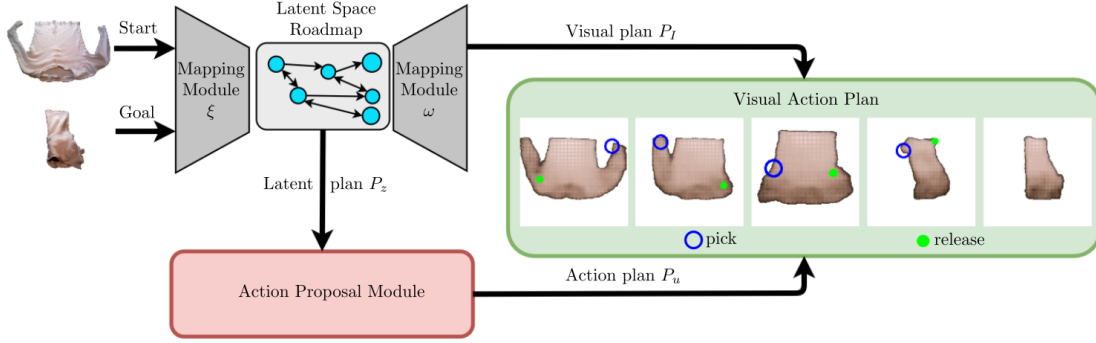 Start
Goal
Mapping
Module
ξ
Latent Space
Roadmap
Mapping
Module
ω
Visual plan P_I
Latent plan P_z
Visual Action Plan
pick
release
Action Proposal Module
Action plan P_u